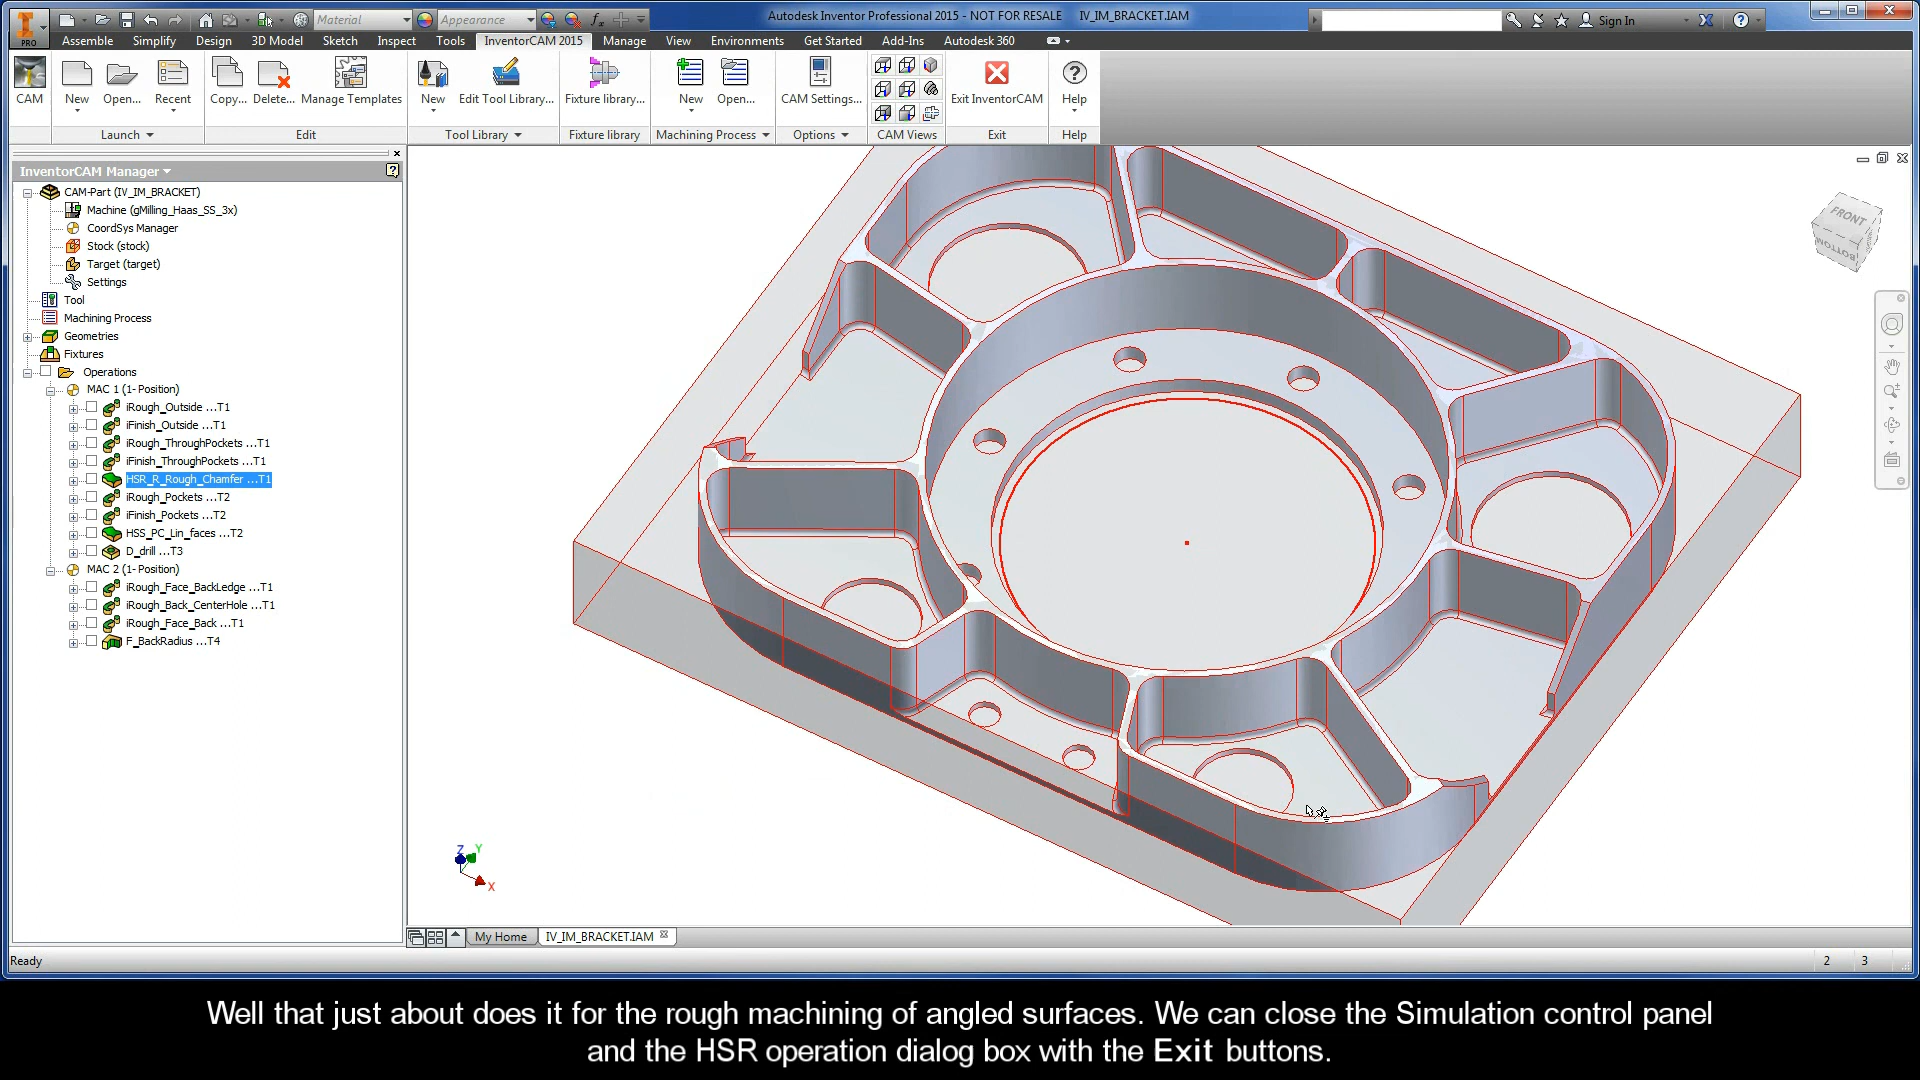 PRO
Material
Appearance
Autodesk Inventor Professional 2015 - NOT FOR RESALE IV_IM_BRACKET.IAM
Sign In
Assemble Simplify Design 3D Model Sketch Inspect Tools InventorCAM 2015 Manage View Environments Get Started Add-Ins Autodesk 360
CAM New Open... Recent Copy... Delete... Manage Templates New Edit Tool Library... Fixture library... New Open... CAM Settings... Exit InventorCAM Help
Launch Edit Tool Library Fixture library Machining Process Options CAM Views Exit Help
InventorCAM Manager
CAM-Part (IV_IM_BRACKET)
Machine (gMilling_Haas_SS_3x)
CoordSys Manager
Stock (stock)
Target (target)
Settings
Tool
Machining Process
Geometries
Fixtures
Operations
MAC 1 (1- Position)
iRough_Outside ...T1
iFinish_Outside ...T1
iRough_ThroughPockets ...T1
iFinish_ThroughPockets ...T1
HSR_R_Rough_Chamfer ...T1
iRough_Pockets ...T2
iFinish_Pockets ...T2
HSS_PC_Lin_faces ...T2
D_drill ...T3
MAC 2 (1- Position)
iRough_Face_BackLedge ...T1
iRough_Back_CenterHole ...T1
iRough_Face_Back ...T1
F_BackRadius ...T4
FRONT
BOTTOM
Z Y
X
My Home IV_IM_BRACKET.IAM
Ready
2 3
Well that just about does it for the rough machining of angled surfaces. We can close the Simulation control panel
and the HSR operation dialog box with the Exit buttons.